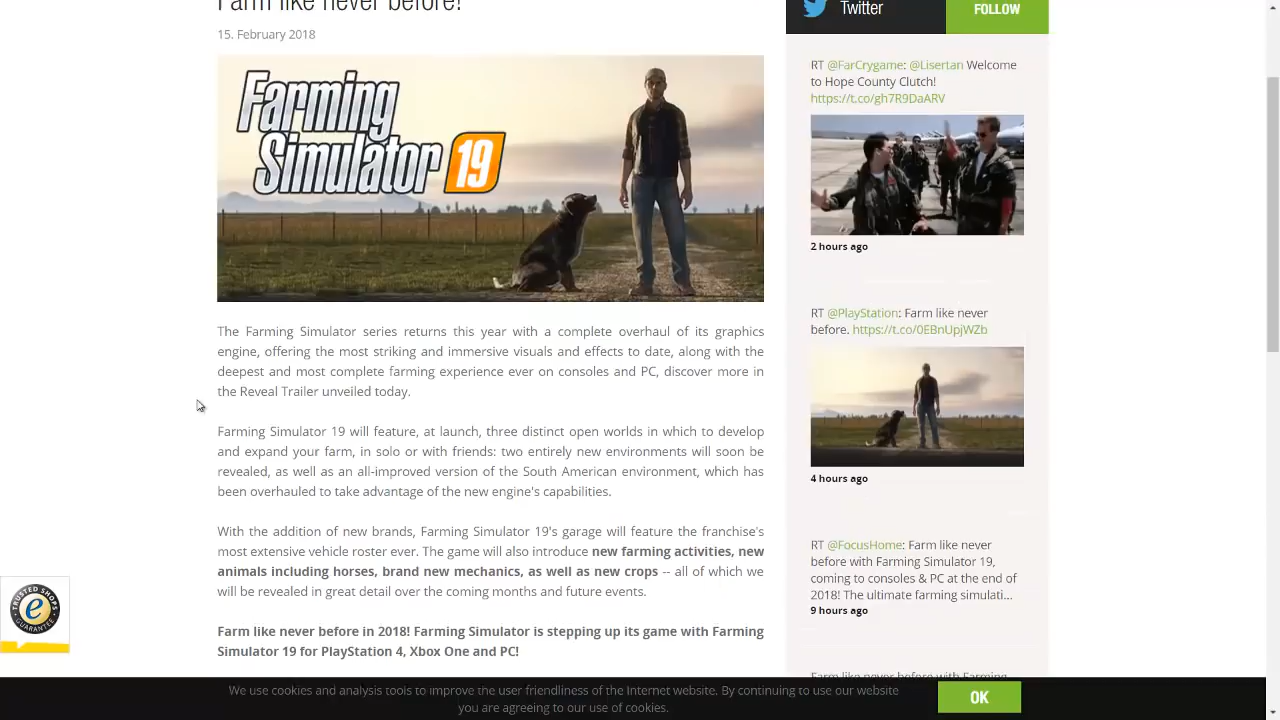 Farm like never before!
15. February 2018
Farming
Simulator 19
The Farming Simulator series returns this year with a complete overhaul of its graphics
engine, offering the most striking and immersive visuals and effects to date, along with the
deepest and most complete farming experience ever on consoles and PC, discover more in
the Reveal Trailer unveiled today.
Farming Simulator 19 will feature, at launch, three distinct open worlds in which to develop
and expand your farm, in solo or with friends: two entirely new environments will soon be
revealed, as well as an all-improved version of the South American environment, which has
been overhauled to take advantage of the new engine's capabilities.
With the addition of new brands, Farming Simulator 19's garage will feature the franchise's
most extensive vehicle roster ever. The game will also introduce new farming activities, new
animals including horses, brand new mechanics, as well as new crops -- all of which we
will be revealed in great detail over the coming months and future events.
Farm like never before in 2018! Farming Simulator is stepping up its game with Farming
Simulator 19 for PlayStation 4, Xbox One and PC!
Twitter
FOLLOW
RT @FarCrygame: @Lisertan Welcome
to Hope County Clutch!
https://t.co/gh7R9DaARV
2 hours ago
RT @PlayStation: Farm like never
before. https://t.co/0EBnUpjWZb
4 hours ago
RT @FocusHome: Farm like never
before with Farming Simulator 19,
coming to consoles & PC at the end of
2018! The ultimate farming simulati...
9 hours ago
Farm like never before with Farming
TRUSTED SHOPS
e
GUARANTEE
We use cookies and analysis tools to improve the user friendliness of the Internet website. By continuing to use our website
you are agreeing to our use of cookies.
OK